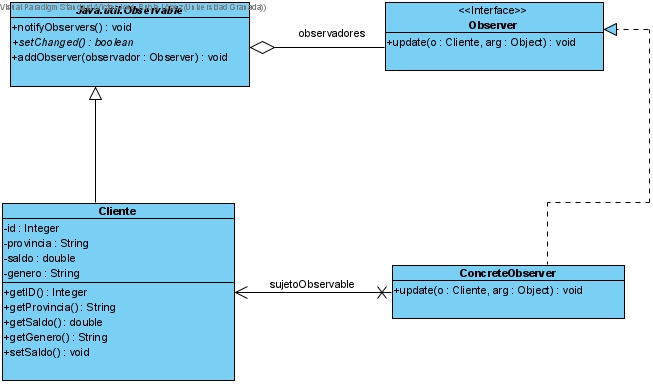 Visual Paradigm Standard(Universidad Granada))
Java.util.Observable
+notifyObservers() : void
+setChanged() : boolean
+addObserver(observador : Observer) : void
observadores
<<Interface>>
Observer
+update(o : Cliente, arg : Object) : void
Cliente
-id : Integer
-provincia : String
-saldo : double
-genero : String
+getID() : Integer
+getProvincia() : String
+getSaldo() : double
+getGenero() : String
+setSaldo() : void
sujetoObservable
ConcreteObserver
+update(o : Cliente, arg : Object) : void